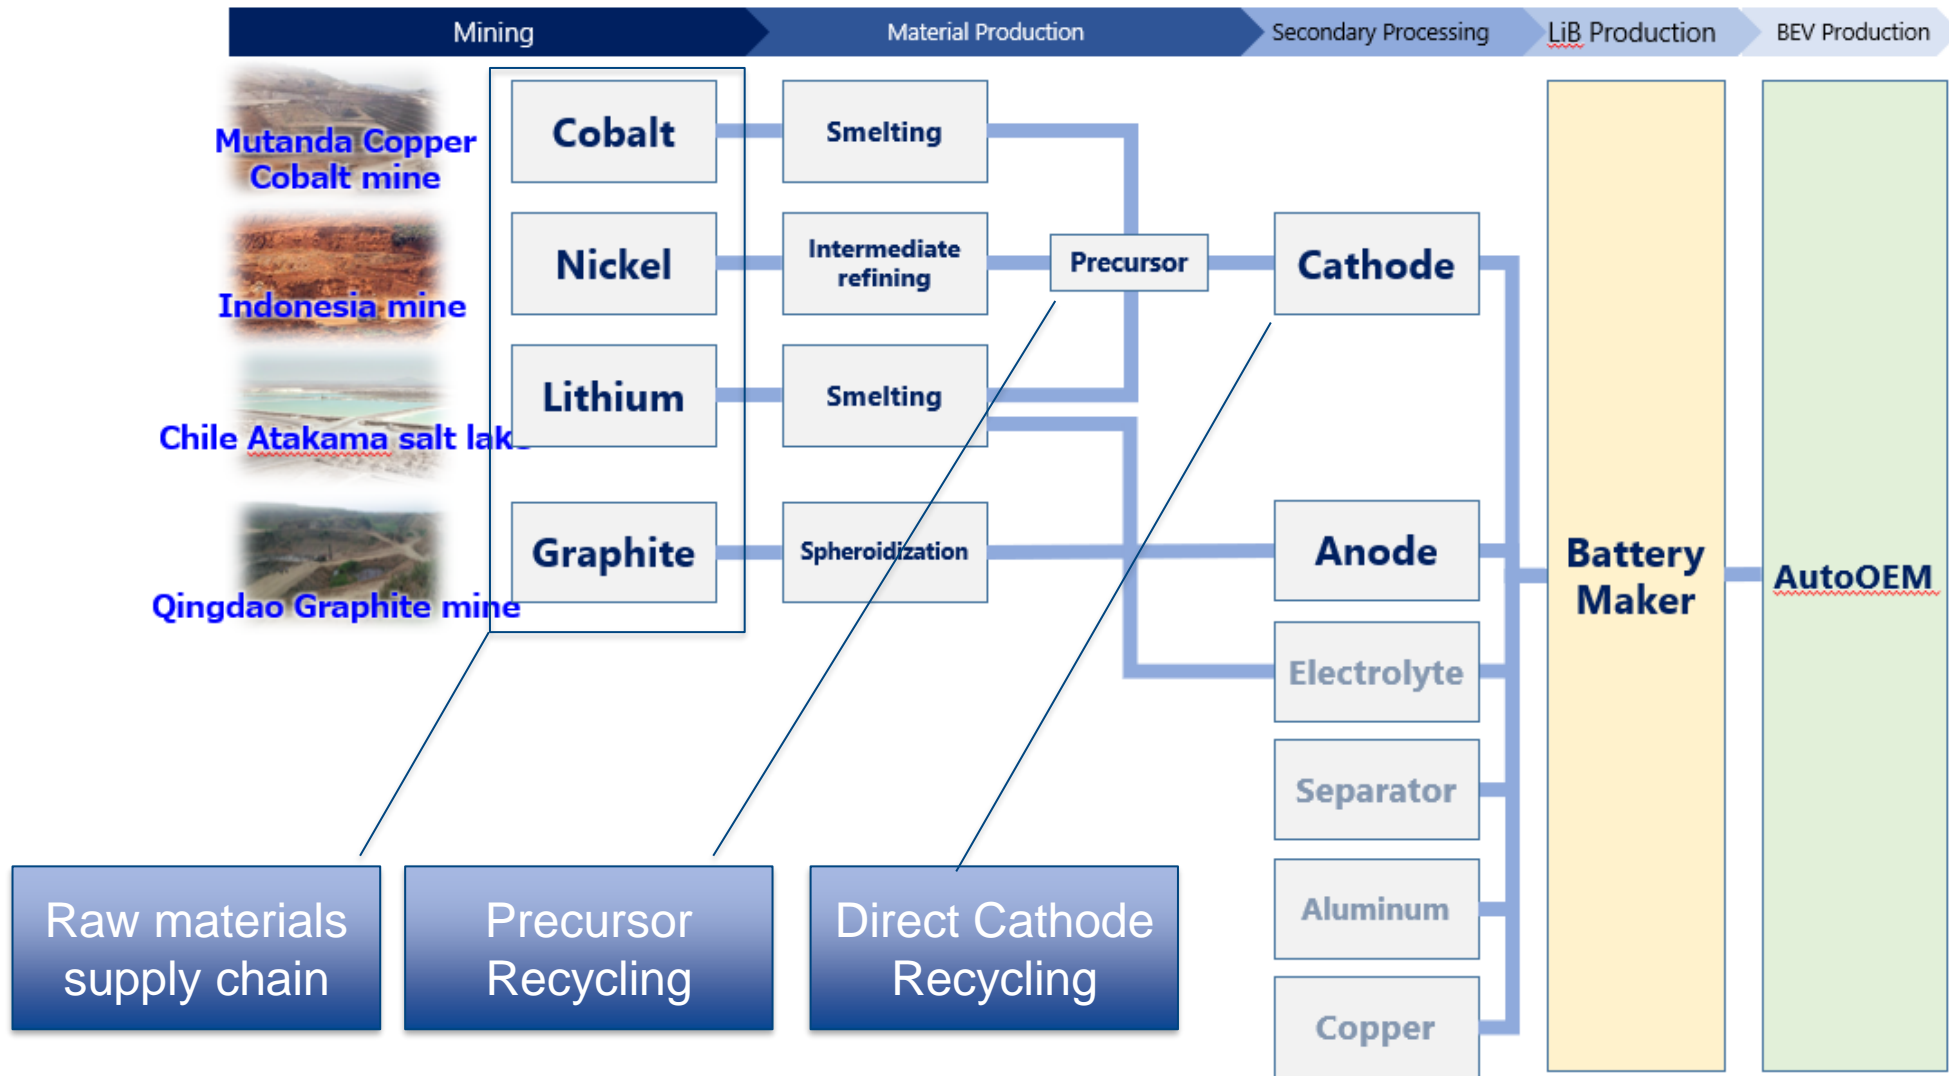 Mining
Material Production
Secondary Processing
LiB Production
BEV Production
Mutanda Copper
Cobalt mine
Cobalt
Smelting
Indonesia mine
Nickel
Intermediate
refining
Precursor
Cathode
Chile Atakama salt lake
Lithium
Smelting
Qingdao Graphite mine
Graphite
Spheroidization
Anode
Electrolyte
Separator
Aluminum
Copper
Battery
Maker
AutoOEM
Raw materials
supply chain
Precursor
Recycling
Direct Cathode
Recycling